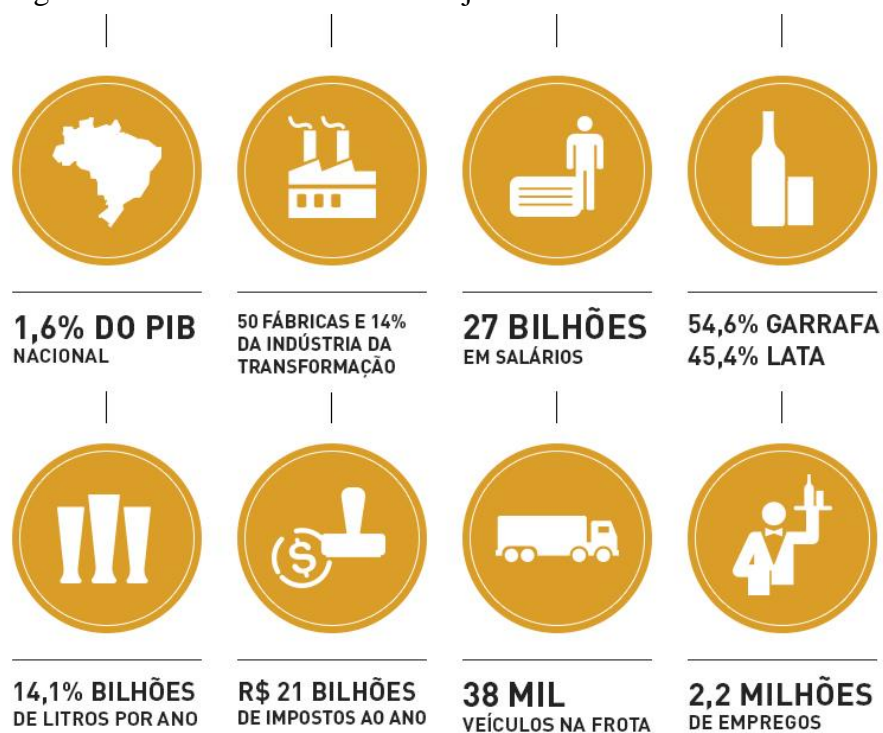 1,6% DO PIB
NACIONAL
50 FÁBRICAS E 14%
DA INDÚSTRIA DA
TRANSFORMAÇÃO
27 BILHÕES
EM SALÁRIOS
54,6% GARRAFA
45,4% LATA
14,1% BILHÕES
DE LITROS POR ANO
R$ 21 BILHÕES
DE IMPOSTOS AO ANO
38 MIL
VEÍCULOS NA FROTA
2,2 MILHÕES
DE EMPREGOS
$